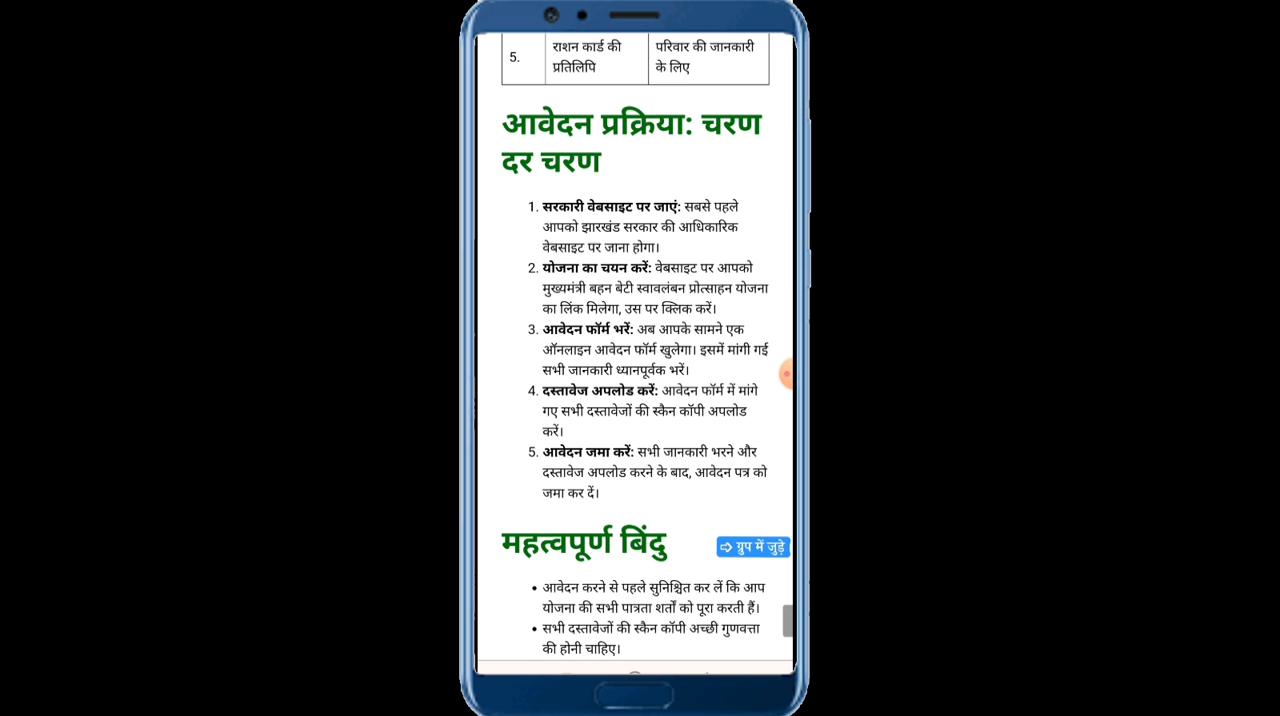 5.
राशन कार्ड की
प्रतिलिपि
परिवार की जानकारी
के लिए
आवेदन प्रक्रिया: चरण
दर चरण
1. सरकारी वेबसाइट पर जाएं: सबसे पहले
आपको झारखंड सरकार की आधिकारिक
वेबसाइट पर जाना होगा।
2. योजना का चयन करें: वेबसाइट पर आपको
मुख्यमंत्री बहन बेटी स्वावलंबन प्रोत्साहन योजना
का लिंक मिलेगा, उस पर क्लिक करें।
3. आवेदन फॉर्म भरें: अब आपके सामने एक
ऑनलाइन आवेदन फॉर्म खुलेगा। इसमें मांगी गई
सभी जानकारी ध्यानपूर्वक भरें।
4. दस्तावेज अपलोड करें: आवेदन फॉर्म में मांगे
गए सभी दस्तावेजों की स्कैन कॉपी अपलोड
करें।
5. आवेदन जमा करें: सभी जानकारी भरने और
दस्तावेज अपलोड करने के बाद, आवेदन पत्र को
जमा कर दें।
महत्वपूर्ण बिंदु
⇨ ग्रुप में जुड़े
• आवेदन करने से पहले सुनिश्चित कर लें कि आप
योजना की सभी पात्रता शर्तों को पूरा करती हैं।
• सभी दस्तावेजों की स्कैन कॉपी अच्छी गुणवत्ता
की होनी चाहिए।